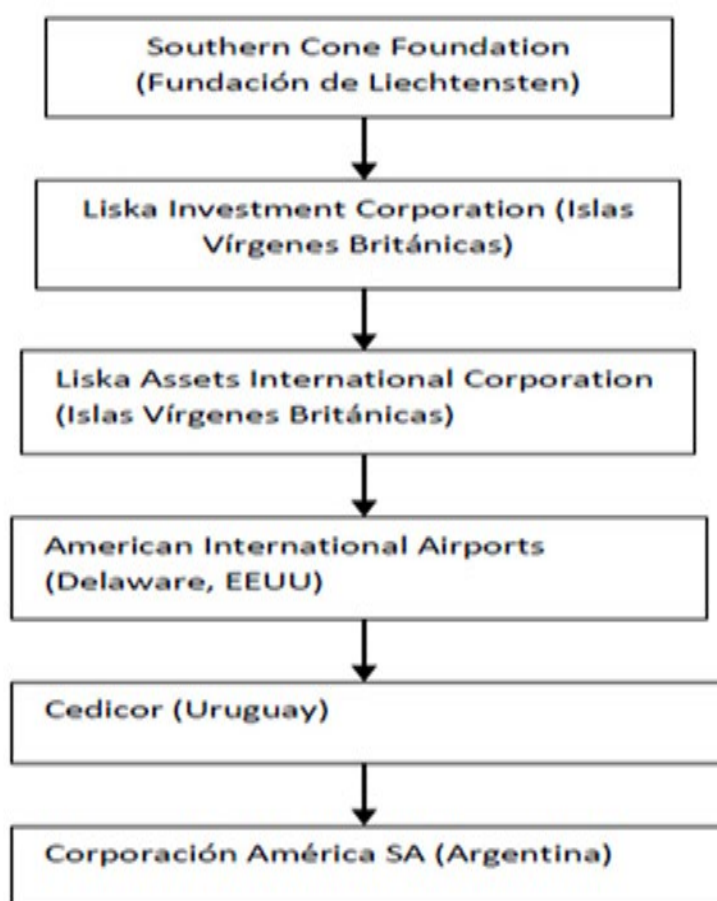 Southern Cone Foundation
(Fundación de Liechtensten)
Liska Investment Corporation (Islas
Vírgenes Británicas)
Liska Assets International Corporation
(Islas Vírgenes Británicas)
American International Airports
(Delaware, EEUU)
Cedicor (Uruguay)
Corporación América SA (Argentina)